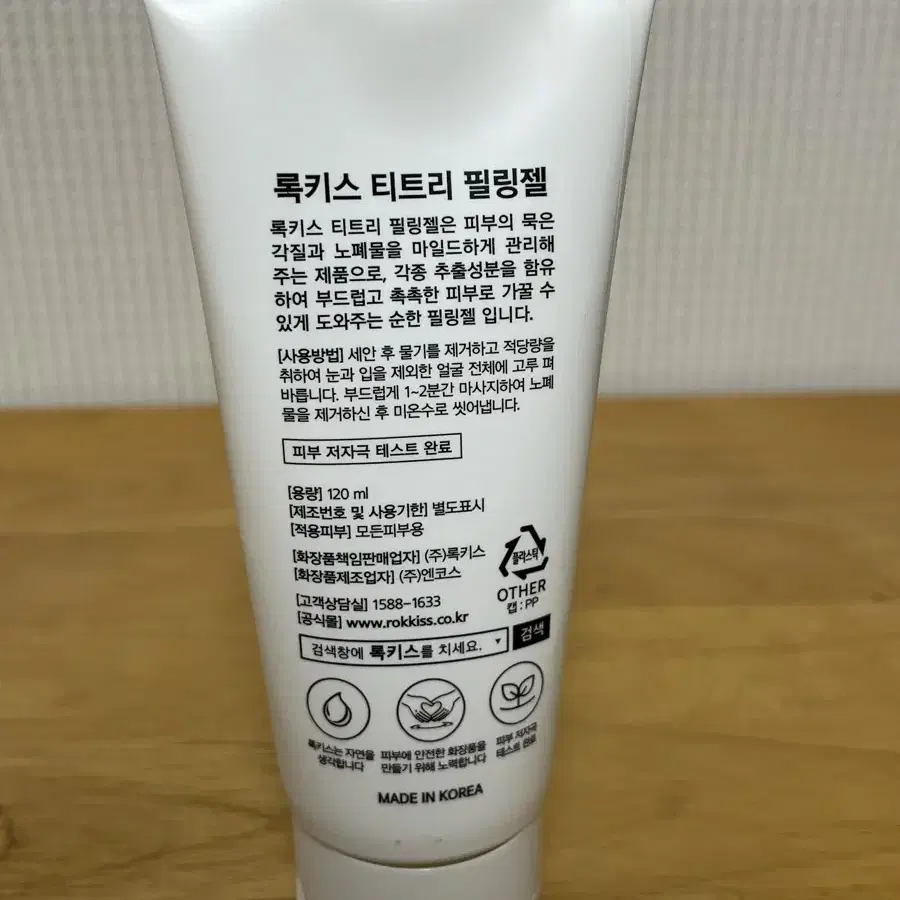 록키스 티트리 필링젤
록키스 티트리 필링젤은 피부의 묵은
각질과 노폐물을 마일드하게 관리해
주는 제품으로, 각종 추출성분을 함유
하여 부드럽고 촉촉한 피부로 가꿀 수
있게 도와주는 순한 필링젤 입니다.
[사용방법] 세안 후 물기를 제거하고 적당량을
취하여 눈과 입을 제외한 얼굴 전체에 고루 펴
바릅니다. 부드럽게 1~2분간 마사지하여 노폐
물을 제거하신 후 미온수로 씻어냅니다.
피부 저자극 테스트 완료
[용량] 120 ml
[제조번호 및 사용기한] 별도표시
[적용피부] 모든피부용
[화장품책임판매업자] (주)록키스
[화장품제조업자] (주)엔코스
플라스틱
OTHER
캡 : PP
[고객상담실] 1588-1633
[공식몰] www.rokkiss.co.kr
검색창에 록키스를 치세요. ▼ 검색
록키스는 자연을
생각합니다
피부에 안전한 화장품을
만들기 위해 노력합니다
피부 저자극
테스트 완료
MADE IN KOREA